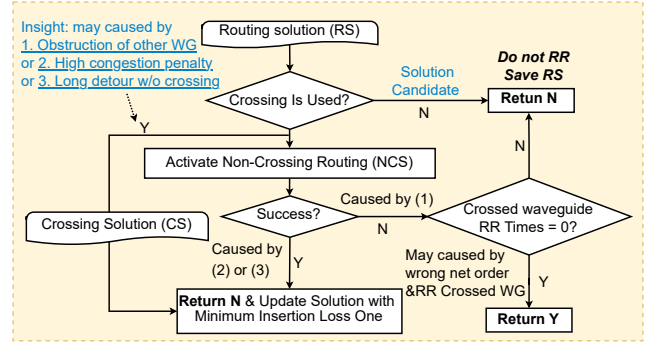 Insight: may caused by
1. Obstruction of other WG
or 2. High congestion penalty
or 3. Long detour w/o crossing
Routing solution (RS)
Do not RR
Save RS
Crossing Is Used?
Solution
Candidate
N
Retun N
Y
N
Activate Non-Crossing Routing (NCS)
Crossing Solution (CS)
Success?
Caused by (1)
N
Crossed waveguide
RR Times = 0?
Caused by
(2) or (3)
Y
May caused by
wrong net order
&RR Crossed WG
Y
Return N & Update Solution with
Minimum Insertion Loss One
Return Y